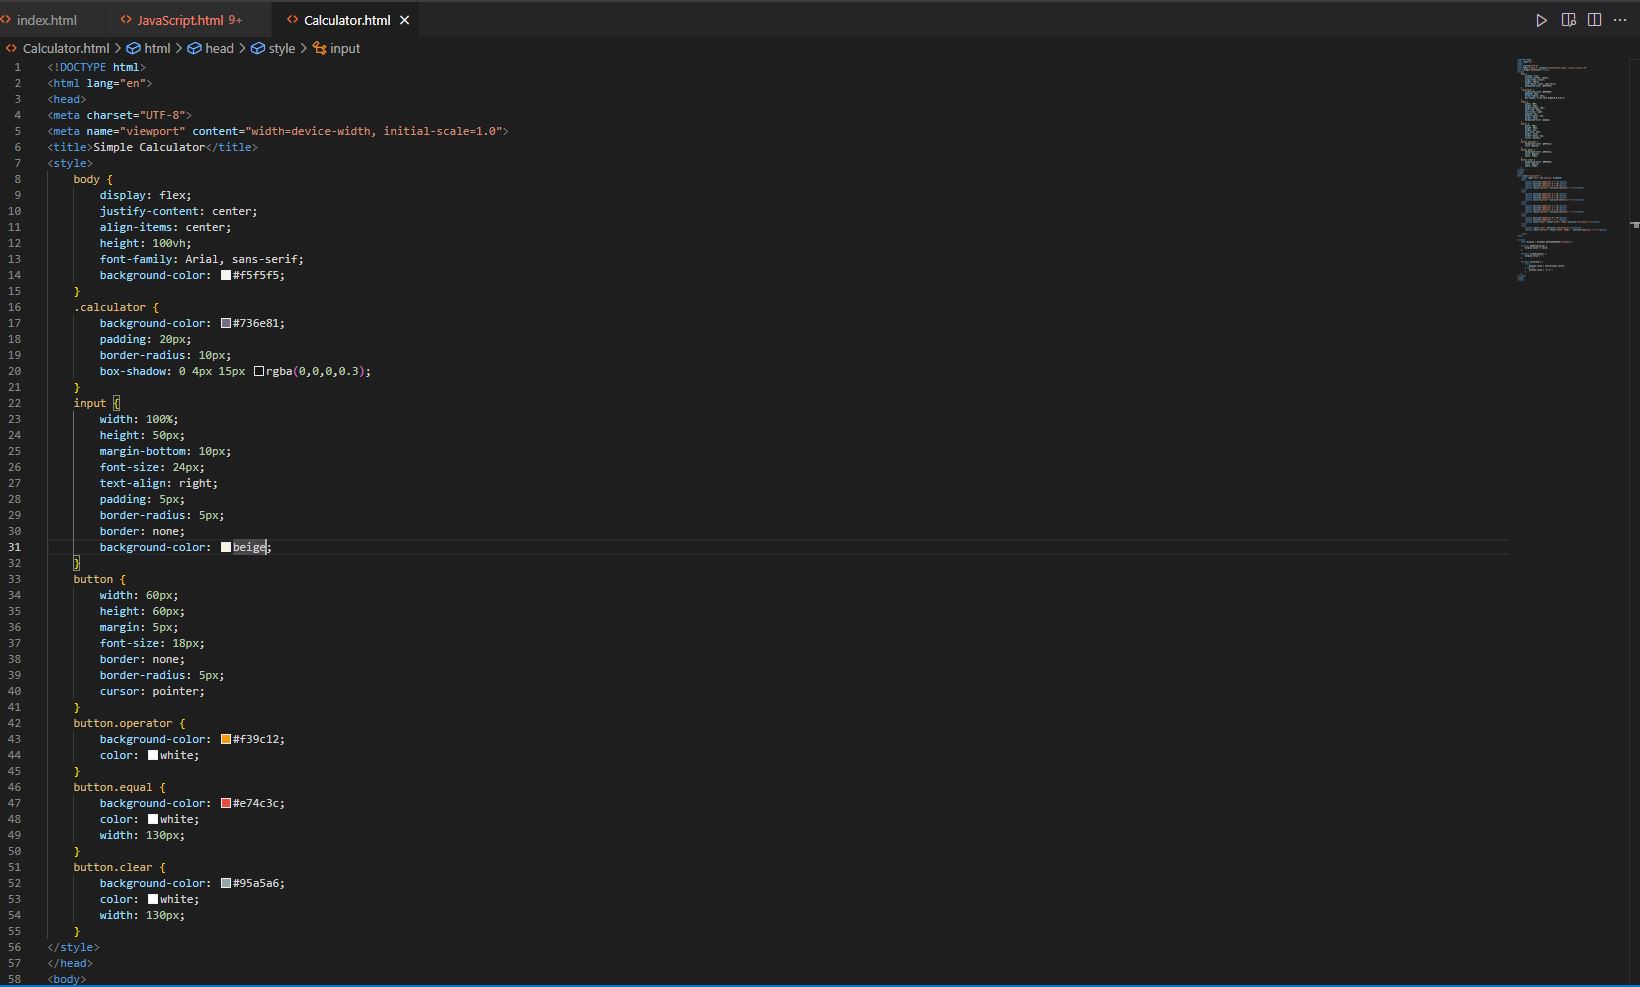 index.html
JavaScript.html 9+
Calculator.html
Calculator.html > html > head > style > input
1 <!DOCTYPE html>
2 <html lang="en">
3 <head>
4 <meta charset="UTF-8">
5 <meta name="viewport" content="width=device-width, initial-scale=1.0">
6 <title>Simple Calculator</title>
7 <style>
8 body {
9 display: flex;
10 justify-content: center;
11 align-items: center;
12 height: 100vh;
13 font-family: Arial, sans-serif;
14 background-color: #f5f5f5;
15 }
16 .calculator {
17 background-color: #736e81;
18 padding: 20px;
19 border-radius: 10px;
20 box-shadow: 0 4px 15px rgba(0,0,0,0.3);
21 }
22 input {
23 width: 100%;
24 height: 50px;
25 margin-bottom: 10px;
26 font-size: 24px;
27 text-align: right;
28 padding: 5px;
29 border-radius: 5px;
30 border: none;
31 background-color: beige;
32 }
33 button {
34 width: 60px;
35 height: 60px;
36 margin: 5px;
37 font-size: 18px;
38 border: none;
39 border-radius: 5px;
40 cursor: pointer;
41 }
42 button.operator {
43 background-color: #f39c12;
44 color: white;
45 }
46 button.equal {
47 background-color: #e74c3c;
48 color: white;
49 width: 130px;
50 }
51 button.clear {
52 background-color: #95a5a6;
53 color: white;
54 width: 130px;
55 }
56 </style>
57 </head>
58 <body>